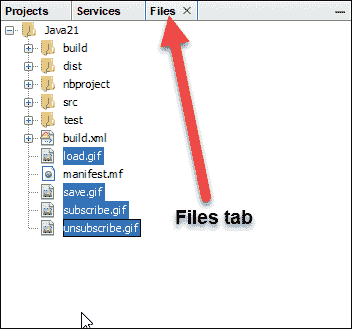 Projects Services Files
Java21
build
dist
nbproject
src
test
build.xml
load.gif
manifest.mf
save.gif
subscribe.gif
unsubscribe.gif
Files tab